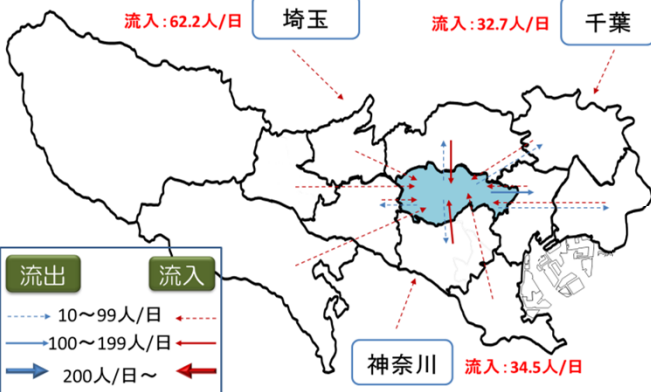 流入：62.2人/日
埼玉
流入：32.7人/日
千葉
流出
流入
10～99人/日
100～199人/日
200人/日～
神奈川
流入：34.5人/日